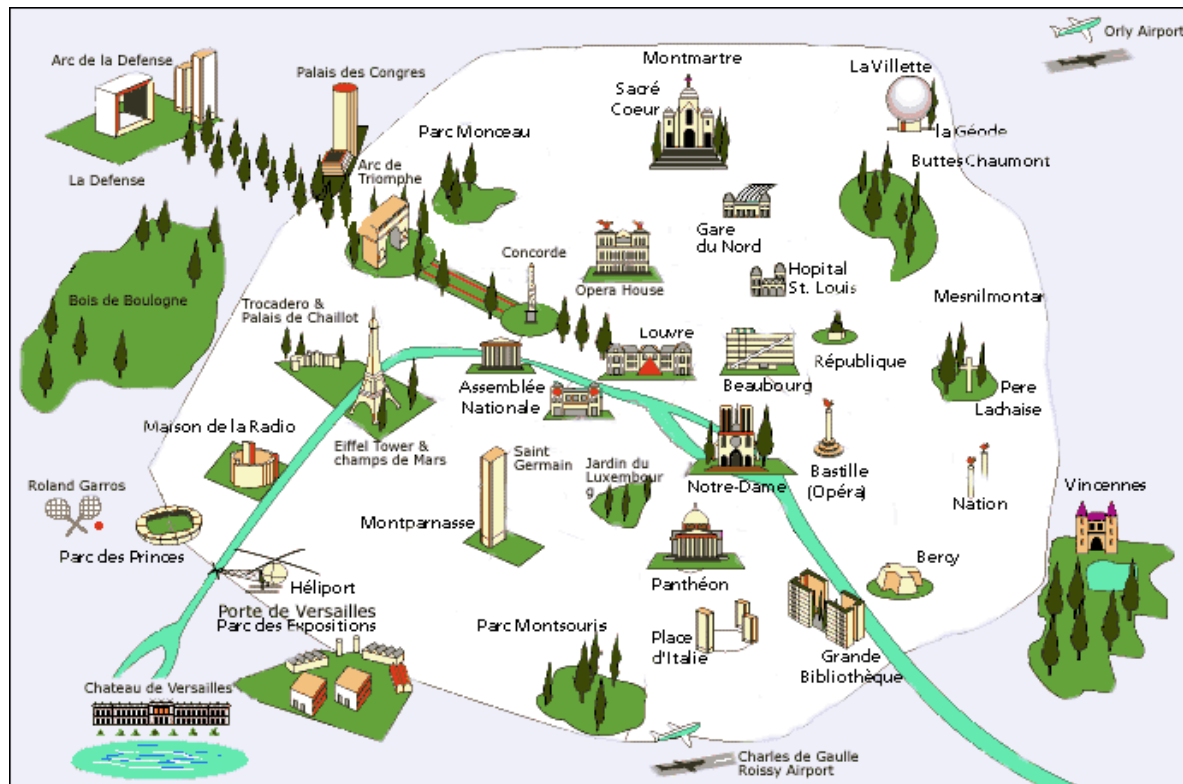 Orly Airport
Arc de la Defense
Montmartre
La Villette
Palais des Congres
Sacré
Coeur
Parc Monceau
la Géode
Buttes Chaumont
La Defense
Arc de
Triomphe
Gare
du Nord
Concorde
Hopital
St. Louis
Bois de Boulogne
Opera House
Trocadero &
Palais de Chaillot
Mesnilmontar
Louvre
République
Assemblée
Nationale
Beaubourg
Pere
Lachaise
Maison de la Radio
Eiffel Tower &
champs de Mars
Saint
Germain
Jardin du
Luxembour
g
Bastille
(Opéra)
Notre-Dame
Roland Garros
Nation
Vincennes
Montparnasse
Parc des Princes
Bercy
Héliport
Panthéon
Porte de Versailles
Parc des Expositions
Parc Montsouris
Place
d'Italie
Grande
Bibliothèque
Chateau de Versailles
Charles de Gaulle
Roissy Airport